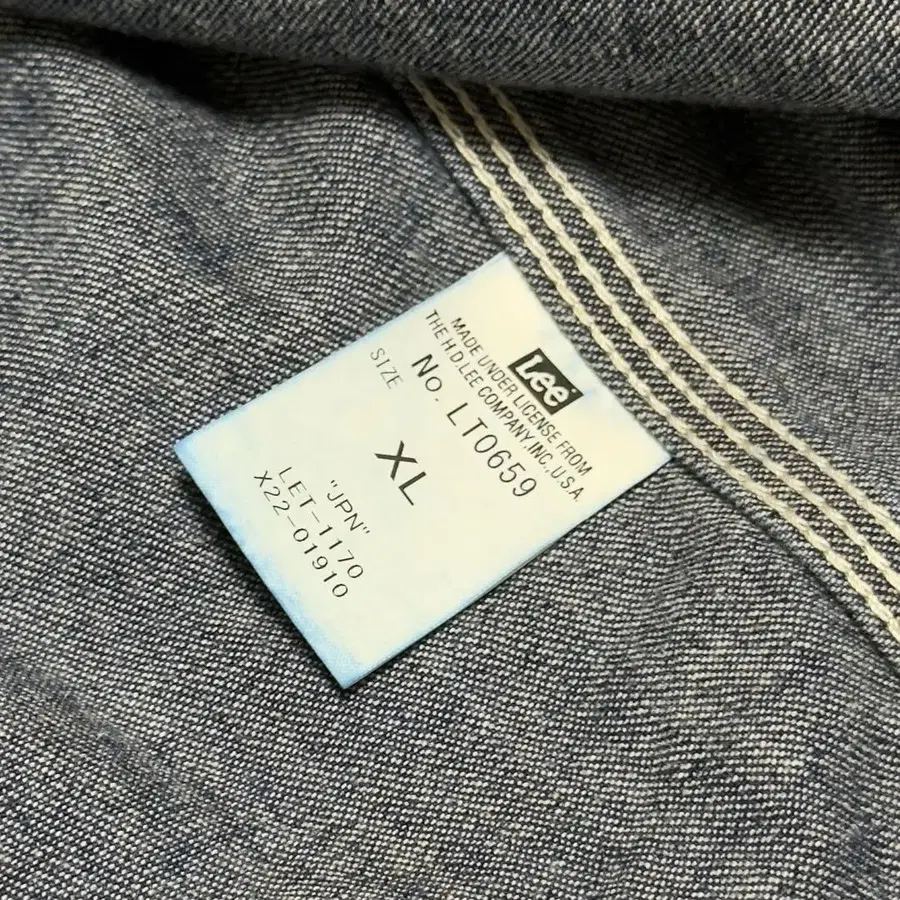 Lee
MADE UNDER LICENSE FROM
THE H.D.LEE COMPANY,INC.,U.S.A.
No. LT0659
SIZE
XL
"JPN"
LET-1170
X22-01910